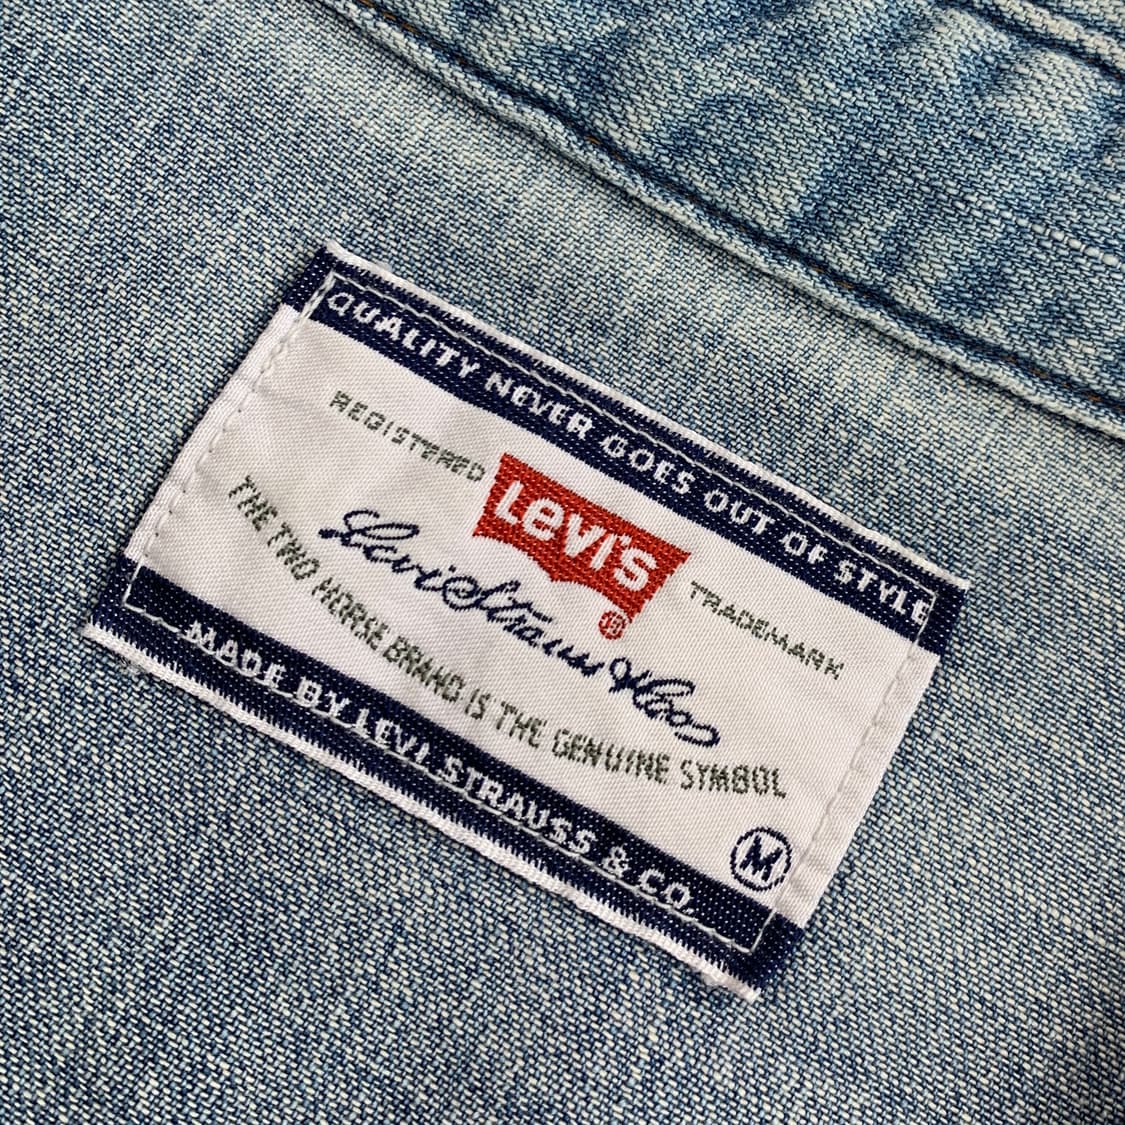 QUALITY NEVER GOES OUT OF STYLE
REGISTERED LEVI'S ® TRADEMARK
Levi Strauss & Co
THE TWO HORSE BRAND IS THE GENUINE SYMBOL
M
MADE BY LEVI STRAUSS & CO.